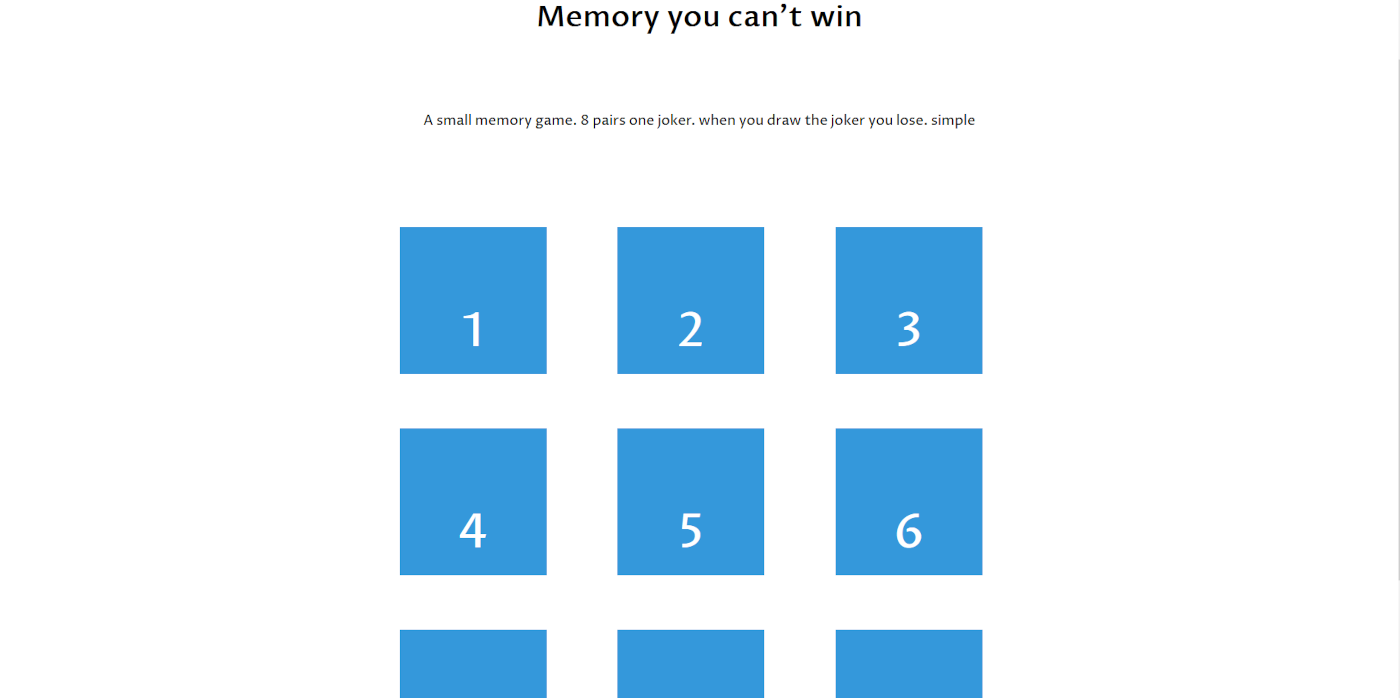 Memory you can’t win
A small memory game. 8 pairs one joker. when you draw the joker you lose. simple
1 2 3
4 5 6